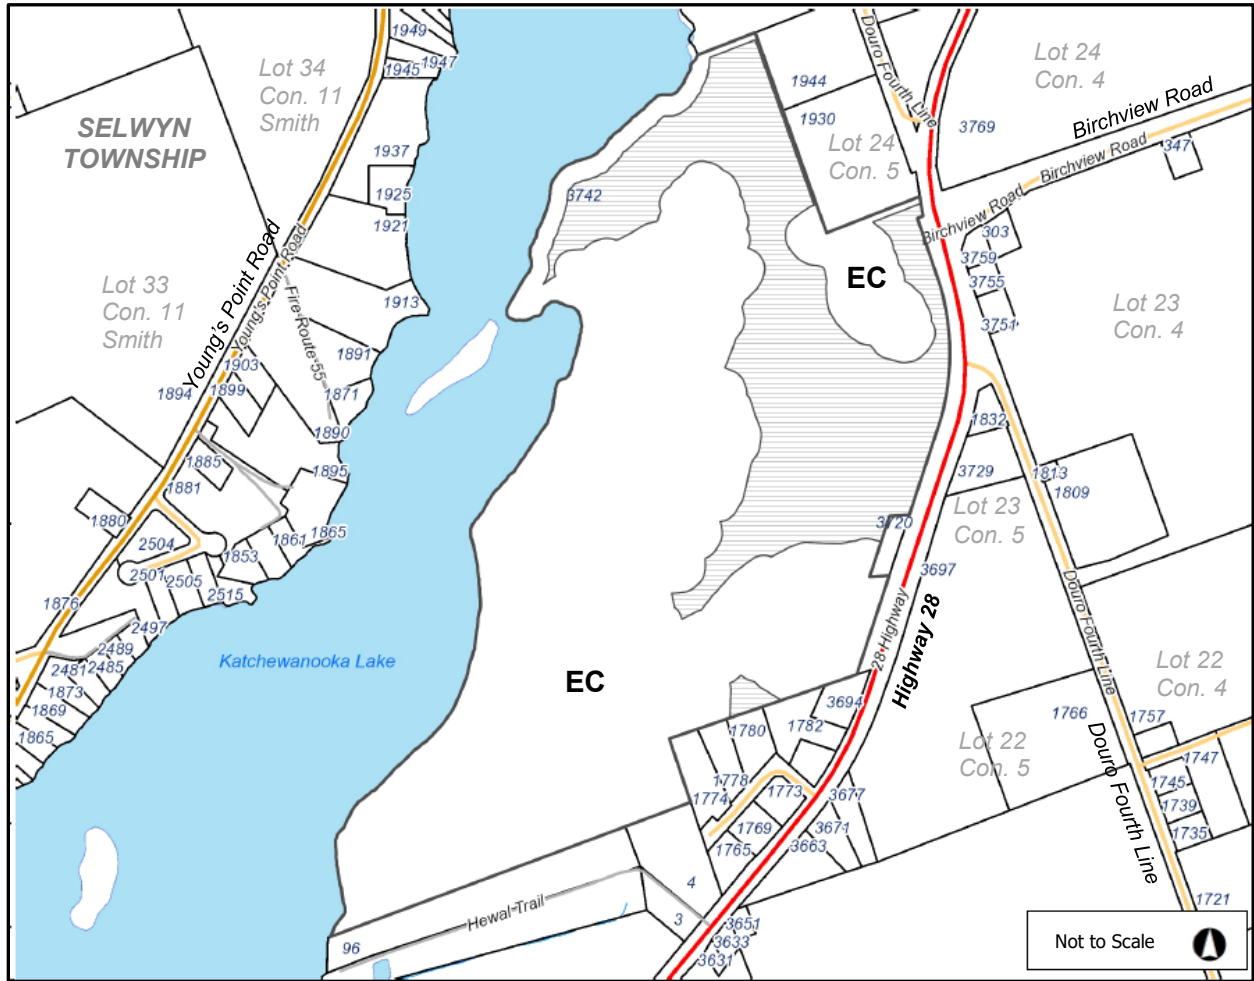 1949
1947
1945
Lot 34
Con. 11
Smith
SELWYN
TOWNSHIP
1937
1925
1921
3742
1944
1930
Lot 24
Con. 5
Douro Fourth Line
3769
Lot 24
Con. 4
Birchview Road
Birchview Road
347
Birchview Road
303
3759
3755
3751
EC
Lot 23
Con. 4
Lot 33
Con. 11
Smith
Young's Point Road
Young's Point Road
Fire Route 55
1913
1903
1891
1894
1899
1871
1890
1832
1885
1895
3729
1813
1881
1809
1880
1865
3720
Lot 23
Con. 5
2504
1861
1853
2501
2505
2515
3697
1876
28 Highway
Highway 28
Douro Fourth Line
2497
2489
2481
2485
Katchewanooka Lake
EC
Lot 22
Con. 4
1873
1869
1865
3694
1780
1782
1766
1757
Lot 22
Con. 5
Douro Fourth Line
1747
1778
1774
1773
3677
1745
1739
1769
3671
1735
1765
3663
4
3
Hewal Trail
96
3651
3633
3631
1721
Not to Scale